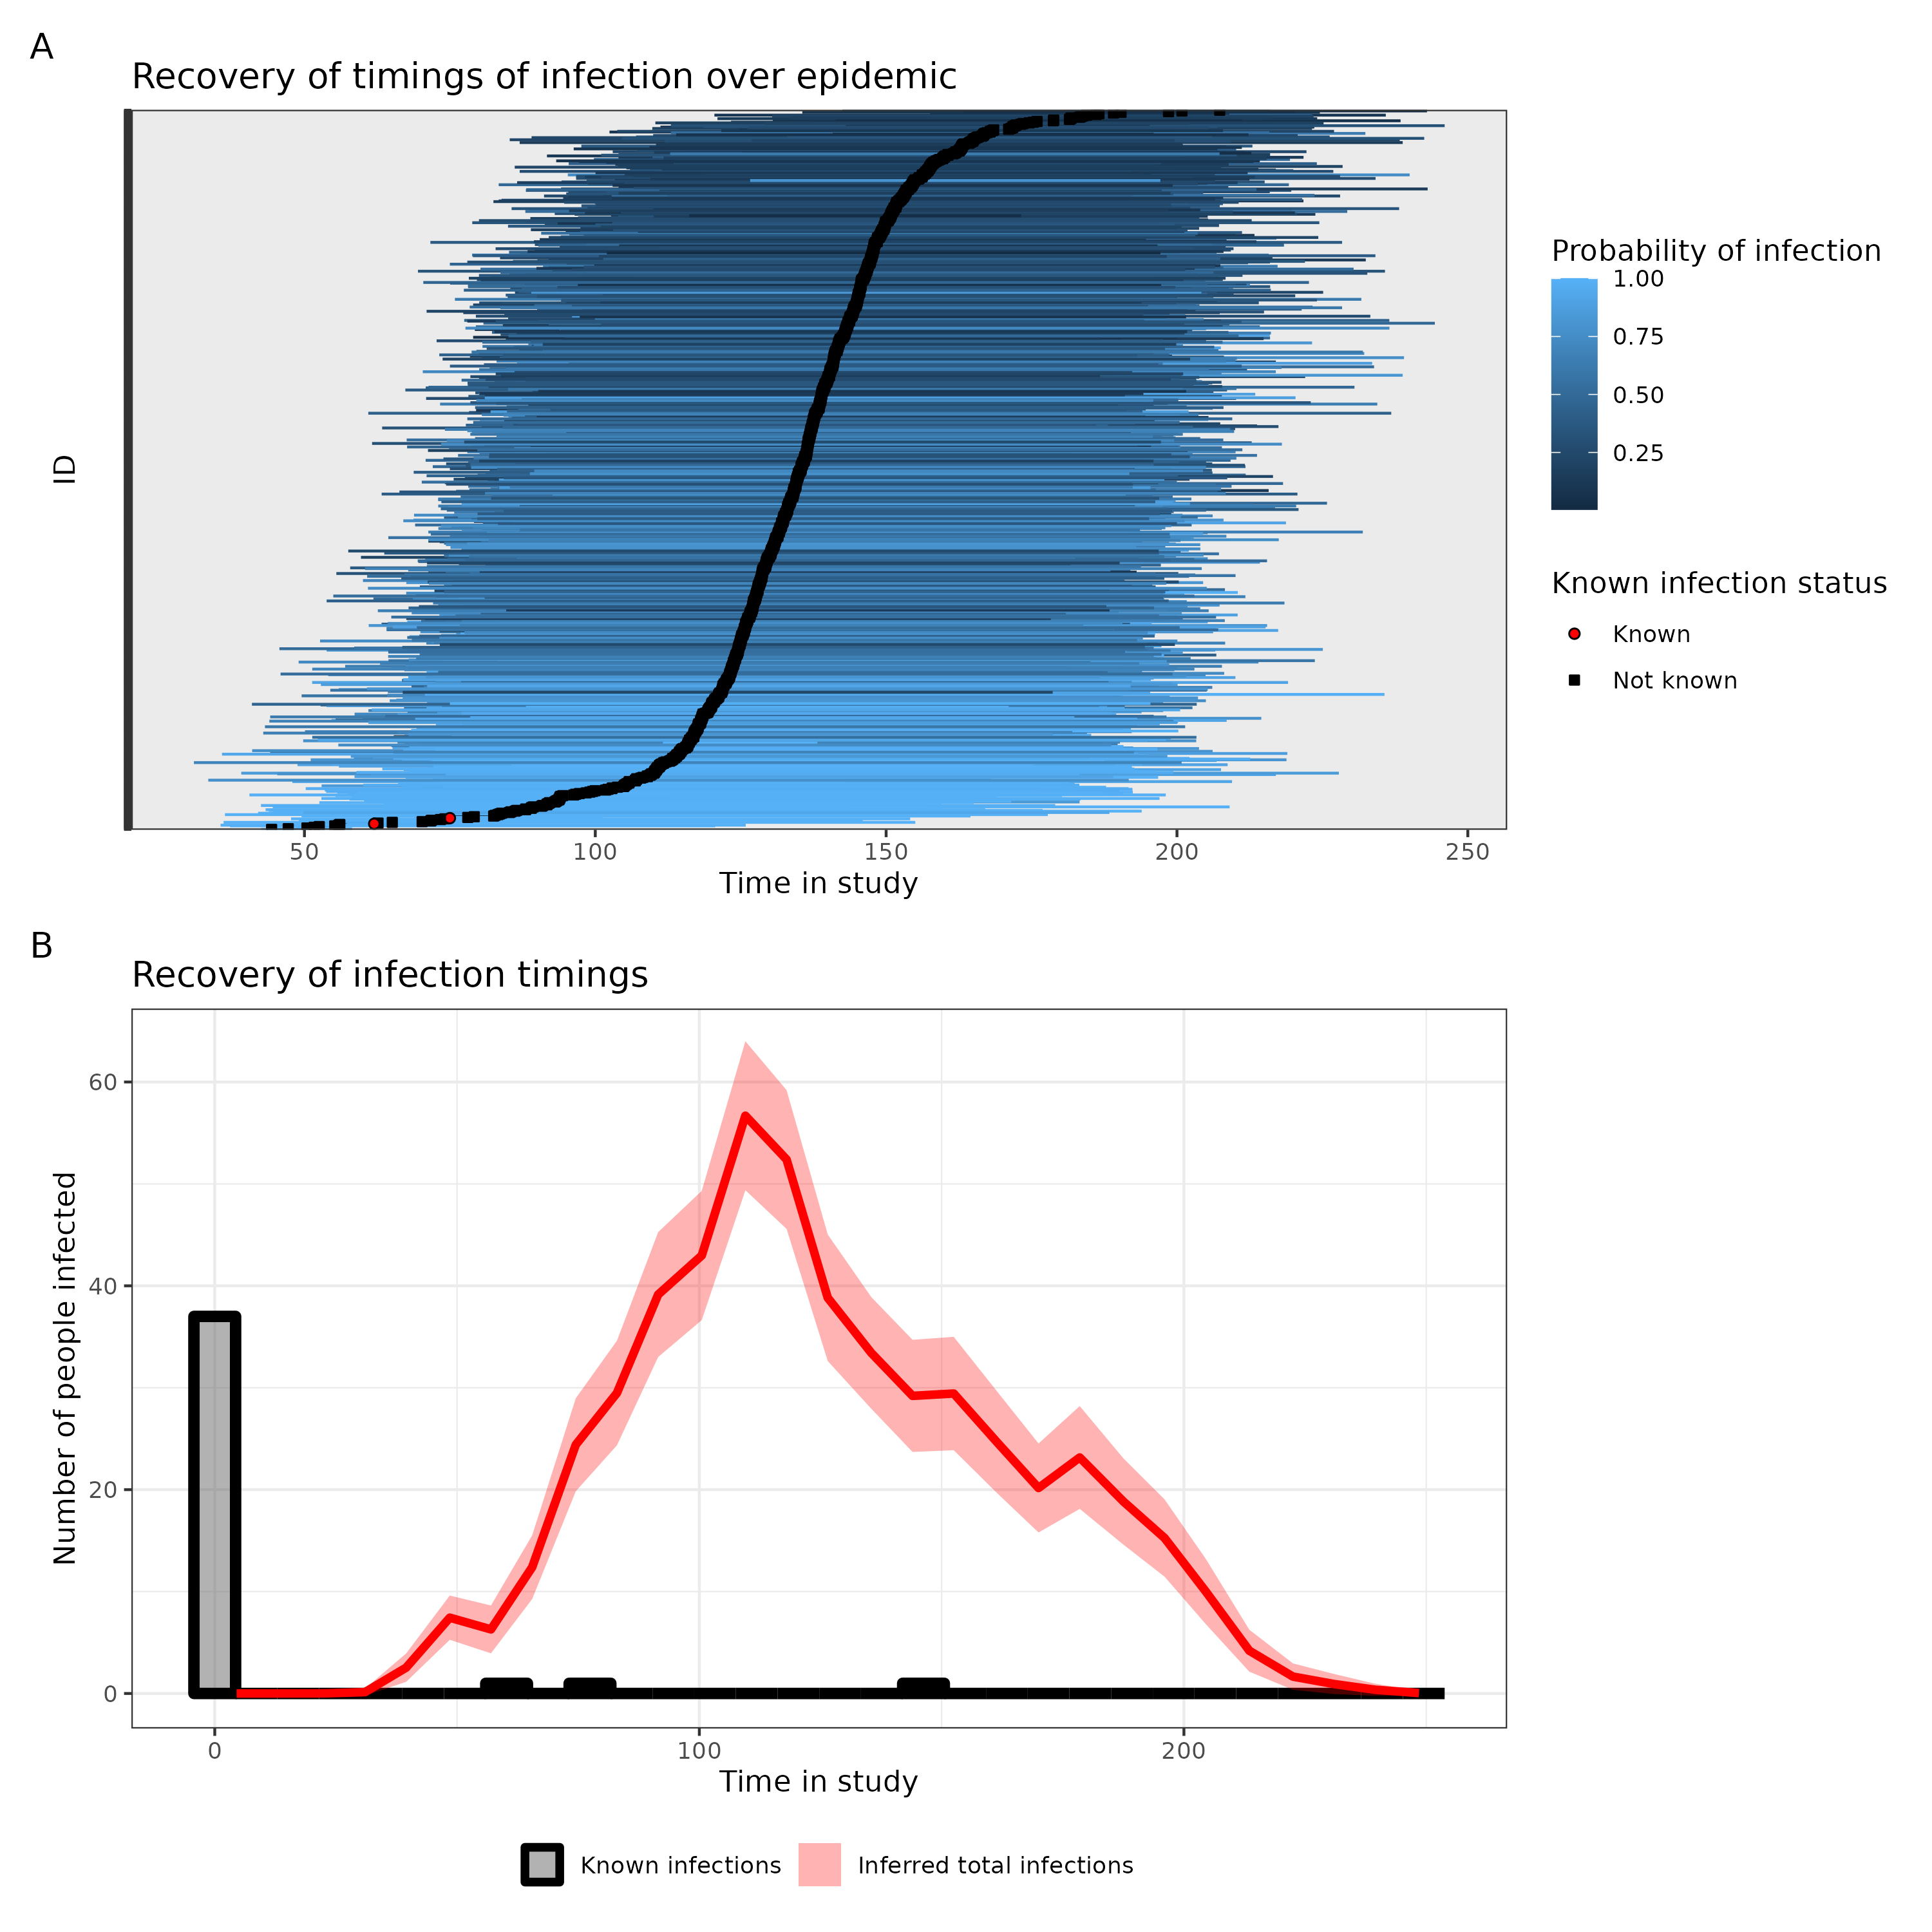 A
Recovery of timings of infection over epidemic
ID
50 100 150 200 250
Time in study
Probability of infection
1.00
0.75
0.50
0.25
Known infection status
Known
Not known
B
Recovery of infection timings
Number of people infected
60
40
20
0
0 100 200
Time in study
Known infections Inferred total infections